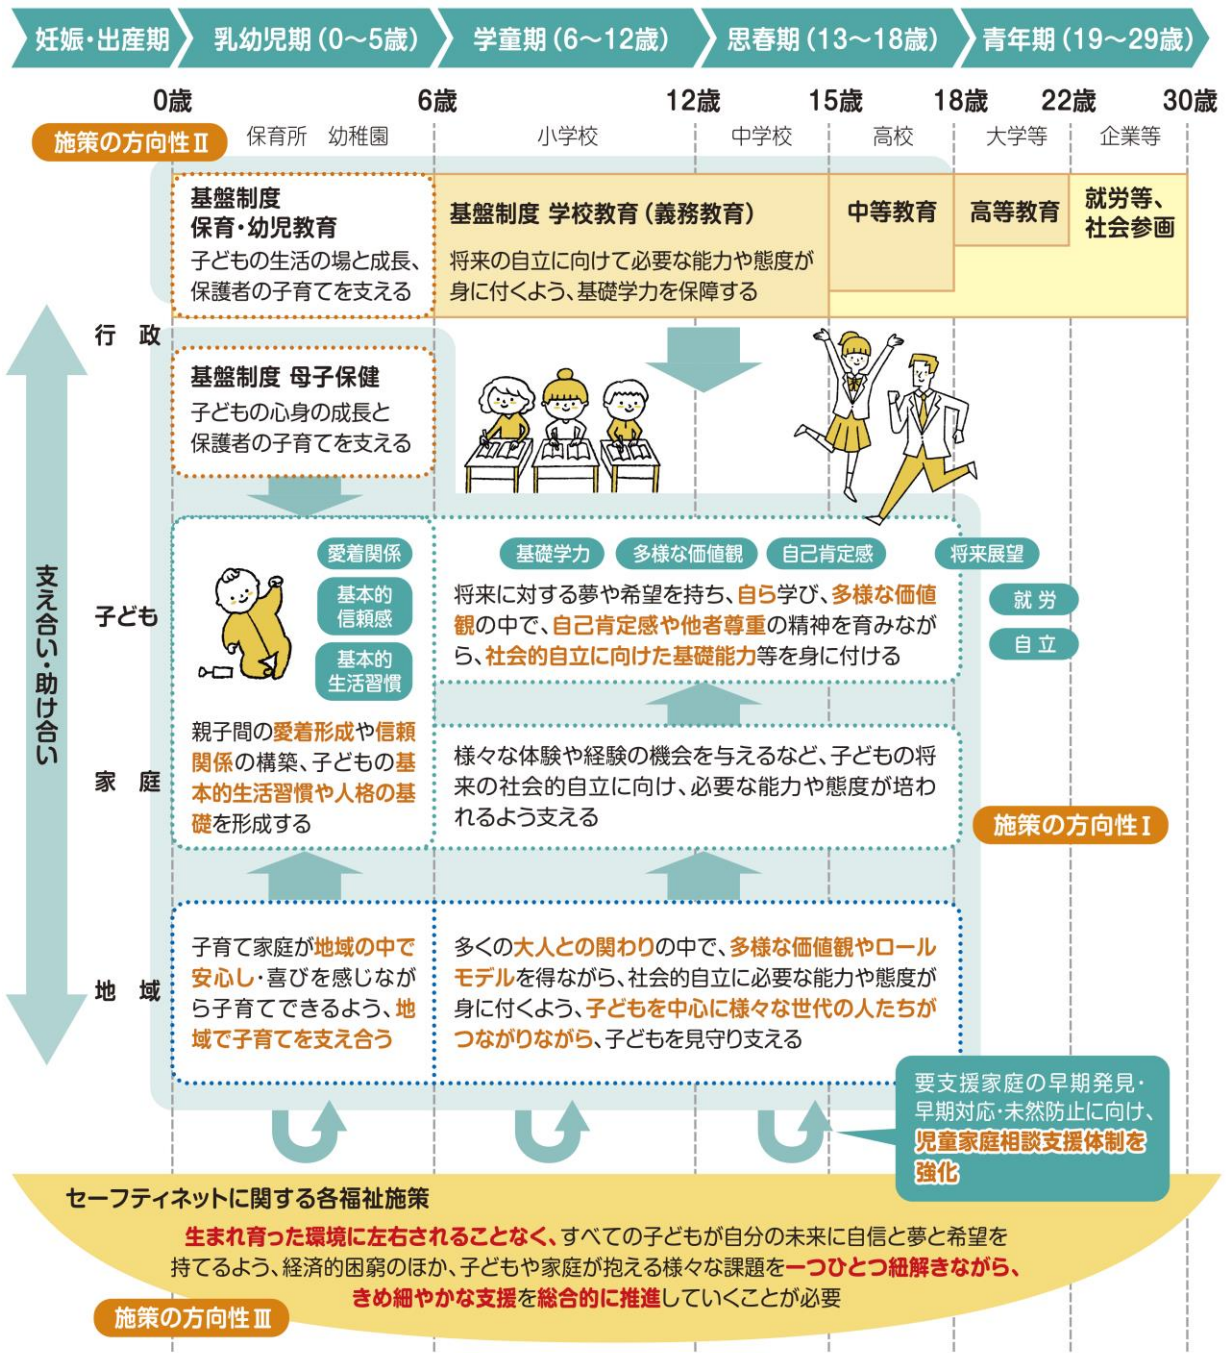 妊娠・出産期
乳幼児期（0～5歳）
学童期（6～12歳）
思春期（13～18歳）
青年期（19～29歳）
0歳
6歳
12歳
15歳
18歳
22歳
30歳
施策の方向性Ⅱ
保育所　幼稚園
小学校
中学校
高校
大学等
企業等
基盤制度
保育・幼児教育
子どもの生活の場と成長、
保護者の子育てを支える
基盤制度 学校教育（義務教育）
将来の自立に向けて必要な能力や態度が
身に付くよう、基礎学力を保障する
中等教育
高等教育
就労等、
社会参画
行　政
基盤制度 母子保健
子どもの心身の成長と
保護者の子育てを支える
支え合い・助け合い
子ども
愛着関係
基本的
信頼感
基本的
生活習慣
基礎学力
多様な価値観
自己肯定感
将来展望
就 労
自 立
将来に対する夢や希望を持ち、自ら学び、多様な価値
観の中で、自己肯定感や他者尊重の精神を育みなが
ら、社会的自立に向けた基礎能力等を身に付ける
家　庭
親子間の愛着形成や信頼
関係の構築、子どもの基
本的生活習慣や人格の基
礎を形成する
様々な体験や経験の機会を与えるなど、子どもの将
来の社会的自立に向け、必要な能力や態度が培わ
れるよう支える
施策の方向性Ⅰ
地　域
子育て家庭が地域の中で
安心し・喜びを感じなが
ら子育てできるよう、地
域で子育てを支え合う
多くの大人との関わりの中で、多様な価値観やロール
モデルを得ながら、社会的自立に必要な能力や態度が
身に付くよう、子どもを中心に様々な世代の人たちが
つながりながら、子どもを見守り支える
要支援家庭の早期発見・
早期対応・未然防止に向け、
児童家庭相談支援体制を
強化
セーフティネットに関する各福祉施策
生まれ育った環境に左右されることなく、すべての子どもが自分の未来に自信と夢と希望を
持てるよう、経済的困窮のほか、子どもや家庭が抱える様々な課題を一つひとつ紐解きながら、
きめ細やかな支援を総合的に推進していくことが必要
施策の方向性Ⅲ